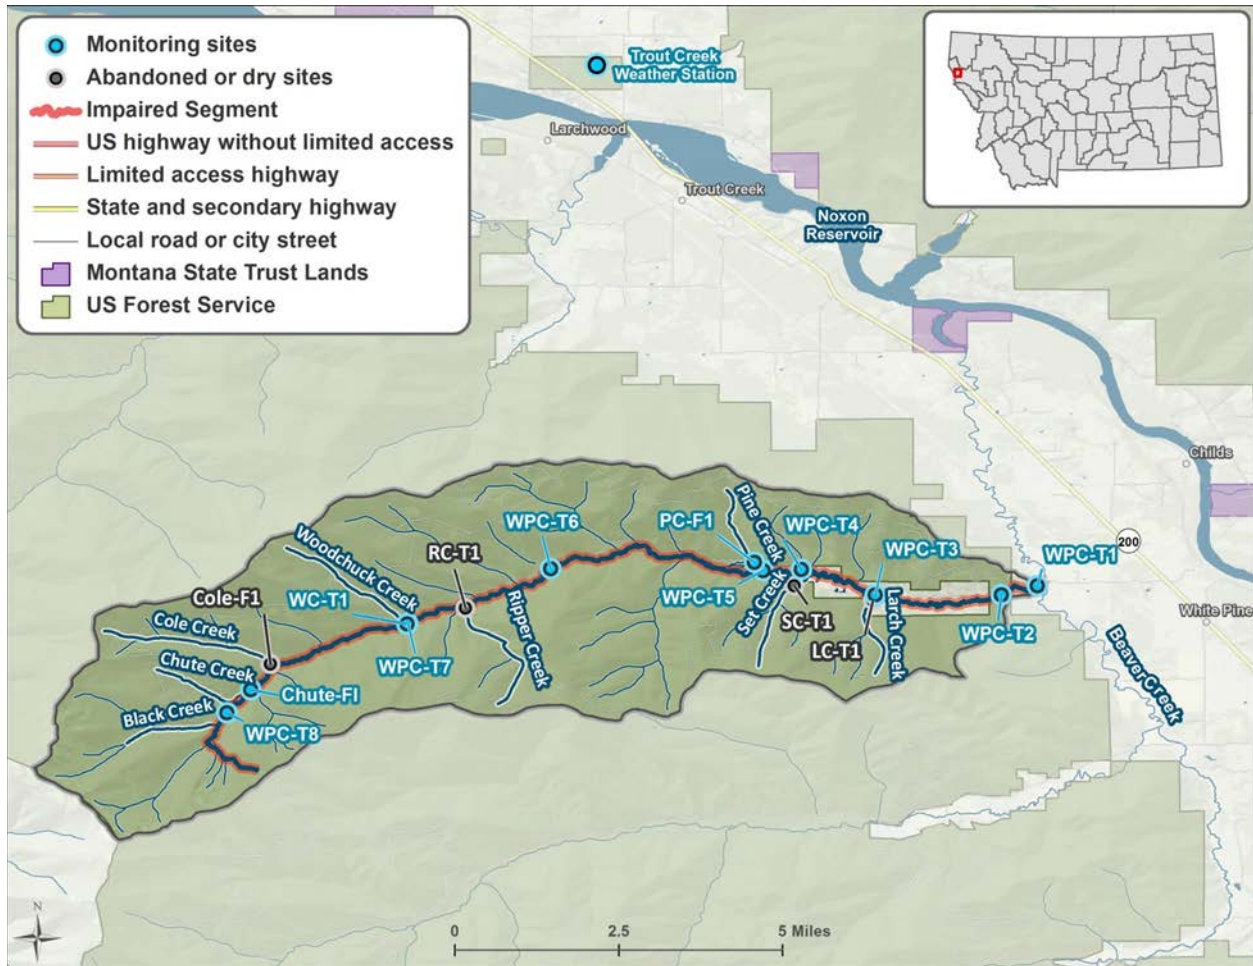 Monitoring sites
Abandoned or dry sites
Impaired Segment
US highway without limited access
Limited access highway
State and secondary highway
Local road or city street
Montana State Trust Lands
US Forest Service
Trout Creek
Weather Station
Larchwood
Trout Creek
Noxon
Reservoir
Childs
200
White Pine
Beaver Creek
Pine Creek
WPC-T6
PC-F1
WPC-T4
WPC-T3
WPC-T1
Woodchuck Creek
RC-T1
WC-T1
Cole-F1
Cole Creek
Ripper Creek
WPC-T5
Set Creek
SC-T1
LC-T1
Larch Creek
WPC-T2
WPC-T7
Chute Creek
Chute-FI
Black Creek
WPC-T8
N
0
2.5
5 Miles